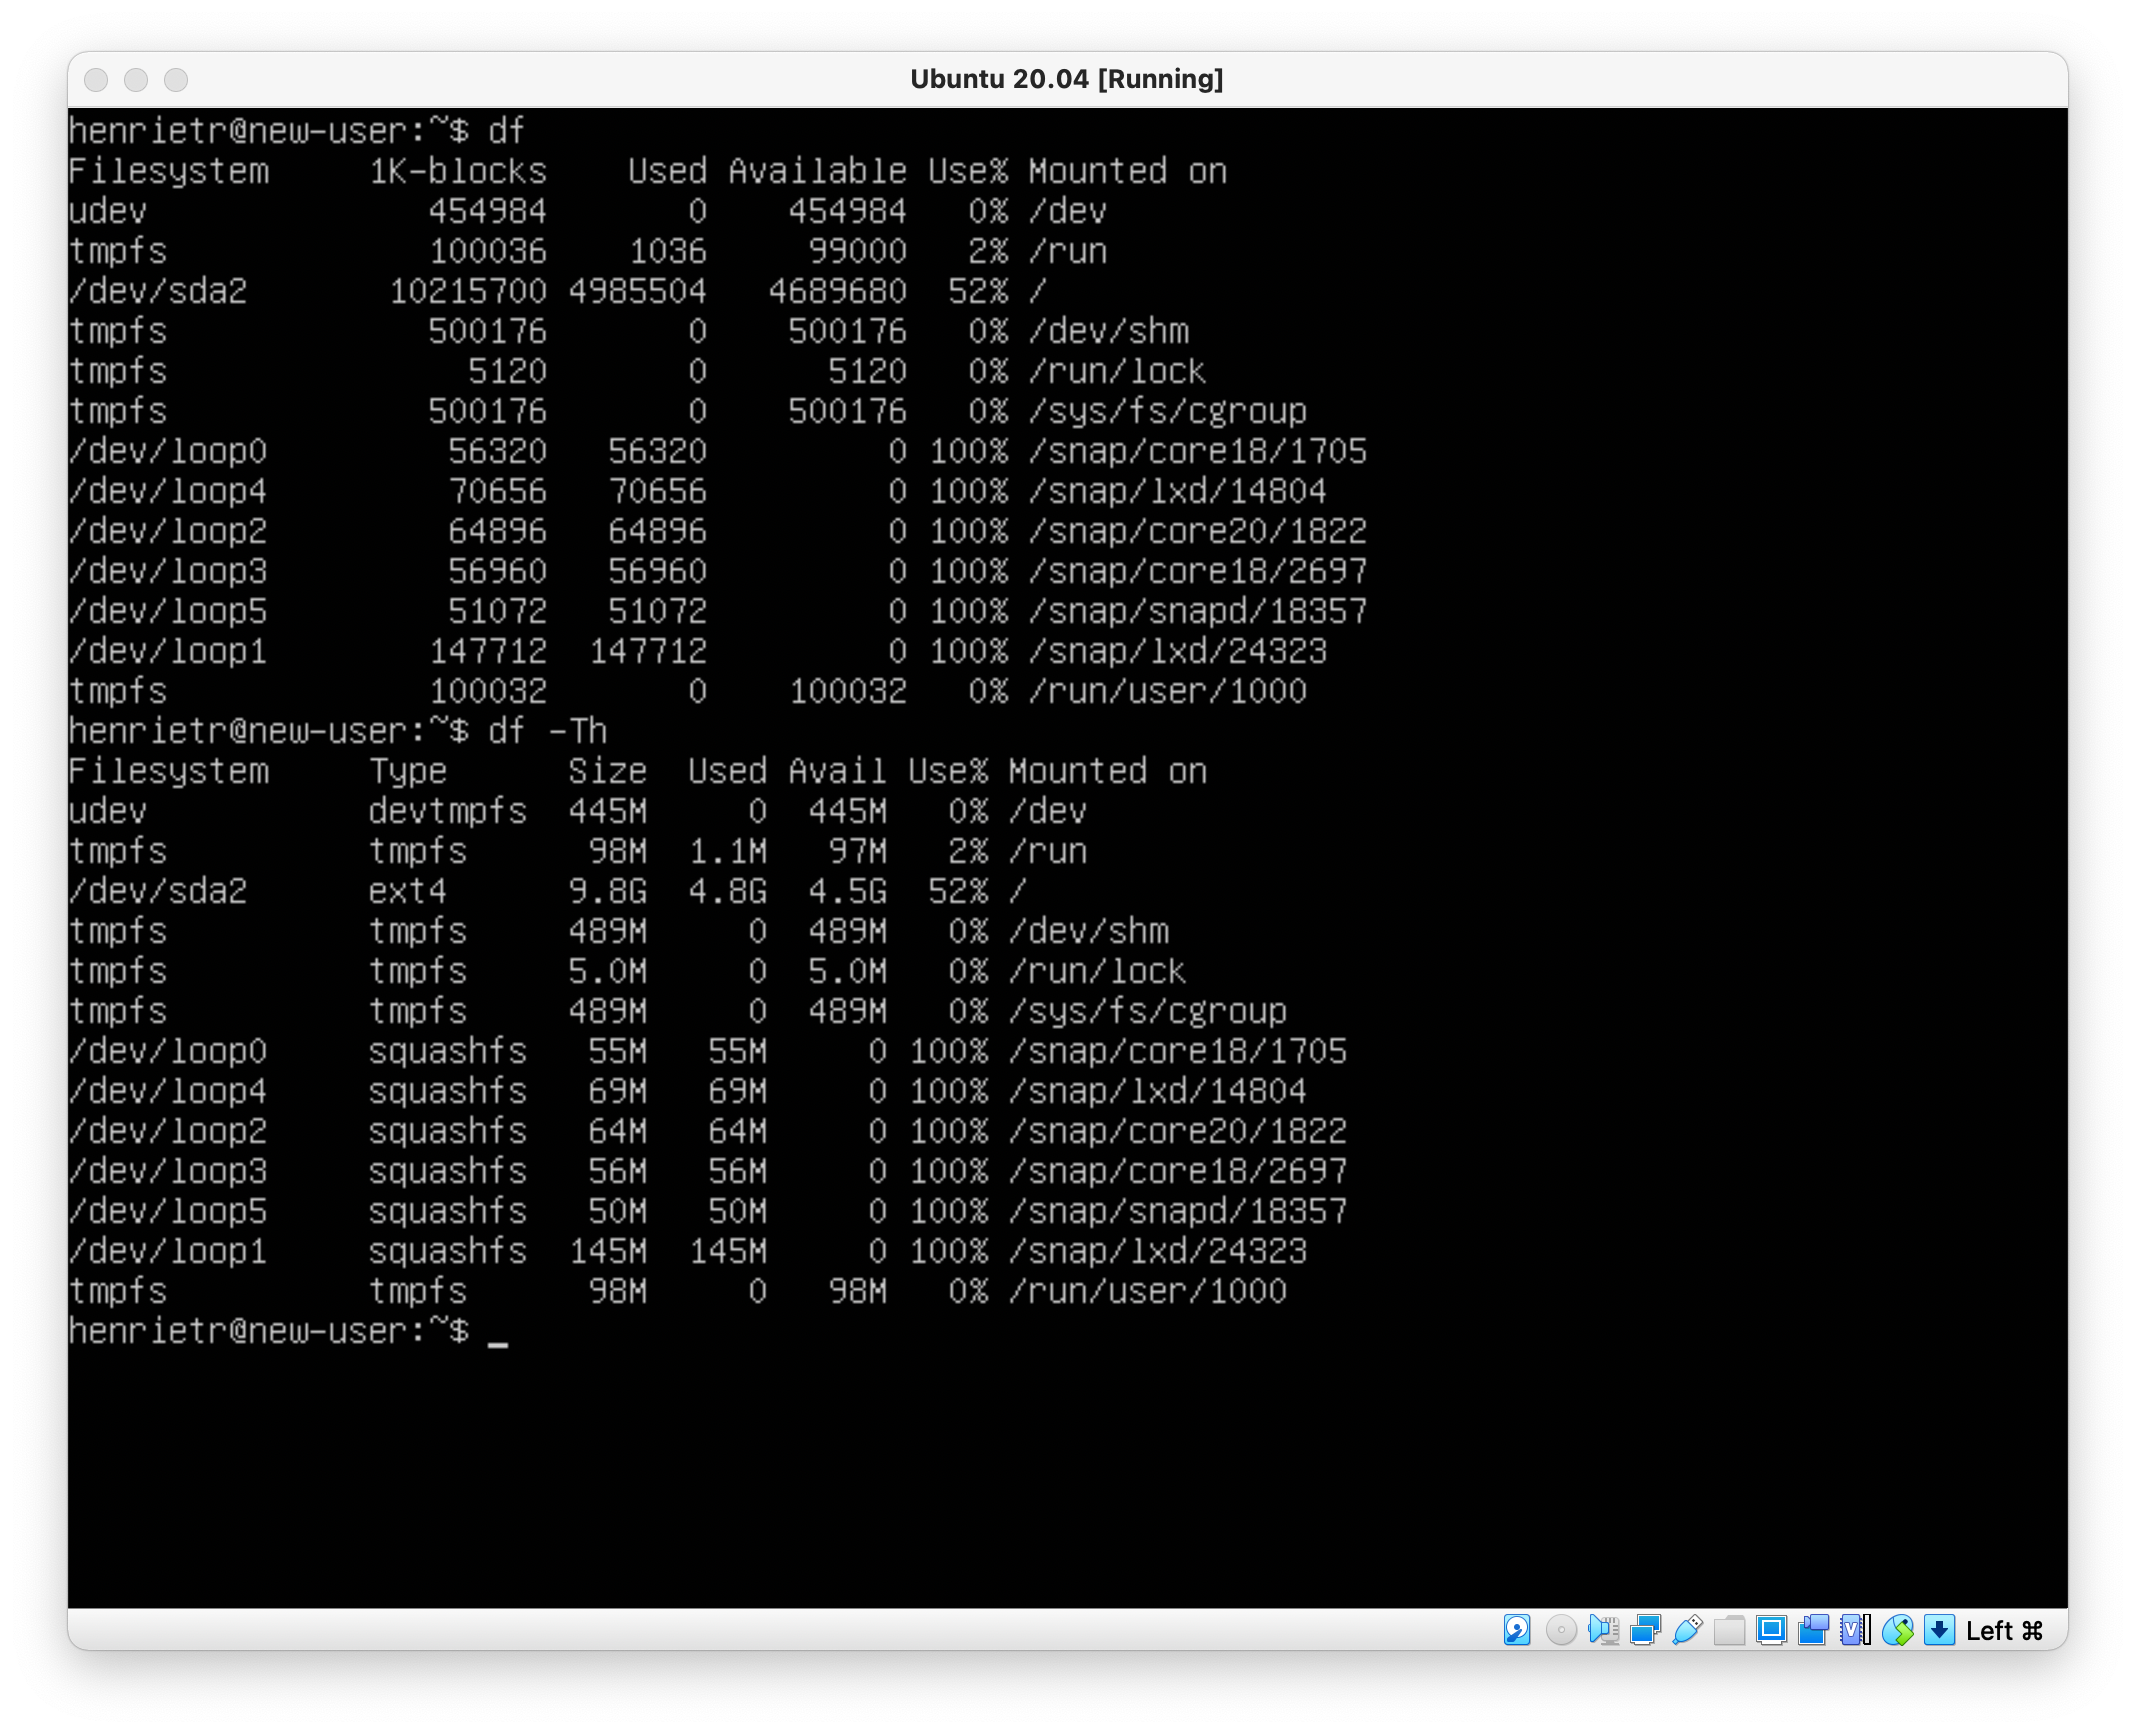 Ubuntu 20.04 [Running]
henrietr@new-user:~$ df
Filesystem     1K-blocks    Used Available Use% Mounted on
udev              454984       0    454984   0% /dev
tmpfs             100036    1036     99000   2% /run
/dev/sda2       10215700 4985504   4689680  52% /
tmpfs             500176       0    500176   0% /dev/shm
tmpfs               5120       0      5120   0% /run/lock
tmpfs             500176       0    500176   0% /sys/fs/cgroup
/dev/loop0         56320   56320         0 100% /snap/core18/1705
/dev/loop4         70656   70656         0 100% /snap/lxd/14804
/dev/loop2         64896   64896         0 100% /snap/core20/1822
/dev/loop3         56960   56960         0 100% /snap/core18/2697
/dev/loop5         51072   51072         0 100% /snap/snapd/18357
/dev/loop1        147712  147712         0 100% /snap/lxd/24323
tmpfs             100032       0    100032   0% /run/user/1000
henrietr@new-user:~$ df -Th
Filesystem     Type      Size  Used Avail Use% Mounted on
udev           devtmpfs  445M     0  445M   0% /dev
tmpfs          tmpfs      98M  1.1M   97M   2% /run
/dev/sda2      ext4      9.8G  4.8G  4.5G  52% /
tmpfs          tmpfs     489M     0  489M   0% /dev/shm
tmpfs          tmpfs     5.0M     0  5.0M   0% /run/lock
tmpfs          tmpfs     489M     0  489M   0% /sys/fs/cgroup
/dev/loop0     squashfs   55M   55M     0 100% /snap/core18/1705
/dev/loop4     squashfs   69M   69M     0 100% /snap/lxd/14804
/dev/loop2     squashfs   64M   64M     0 100% /snap/core20/1822
/dev/loop3     squashfs   56M   56M     0 100% /snap/core18/2697
/dev/loop5     squashfs   50M   50M     0 100% /snap/snapd/18357
/dev/loop1     squashfs  145M  145M     0 100% /snap/lxd/24323
tmpfs          tmpfs      98M     0   98M   0% /run/user/1000
henrietr@new-user:~$ _
Left ⌘